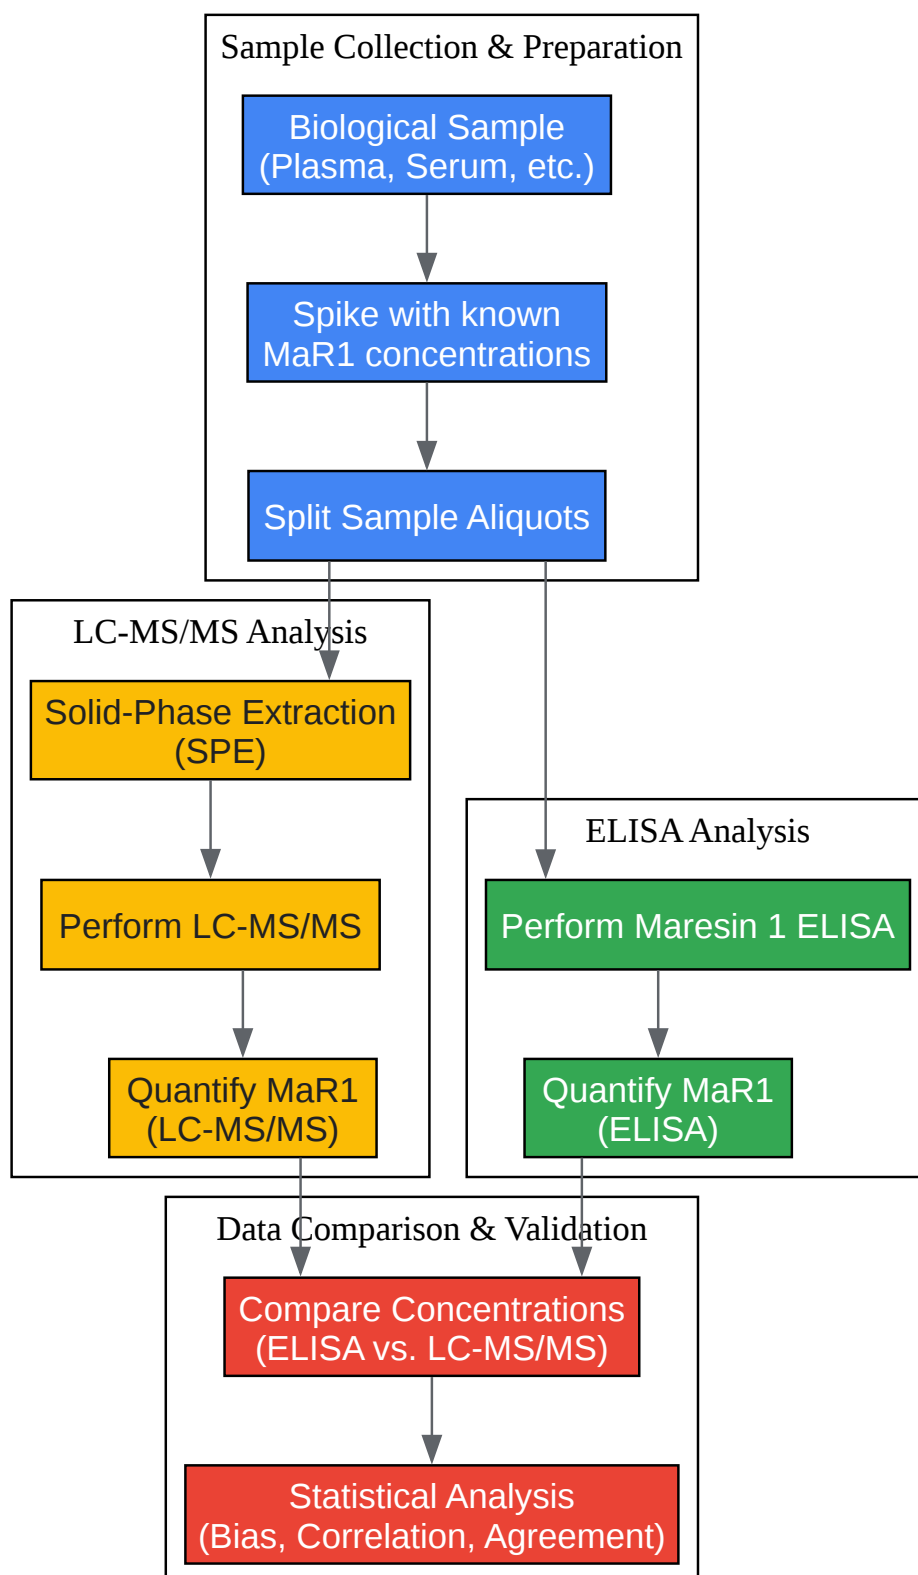 Sample Collection & Preparation
Biological Sample
(Plasma, Serum, etc.)
Spike with known
MaR1 concentrations
Split Sample Aliquots
LC-MS/MS Analysis
Solid-Phase Extraction
(SPE)
Perform LC-MS/MS
Quantify MaR1
(LC-MS/MS)
ELISA Analysis
Perform Maresin 1 ELISA
Quantify MaR1
(ELISA)
Data Comparison & Validation
Compare Concentrations
(ELISA vs. LC-MS/MS)
Statistical Analysis
(Bias, Correlation, Agreement)